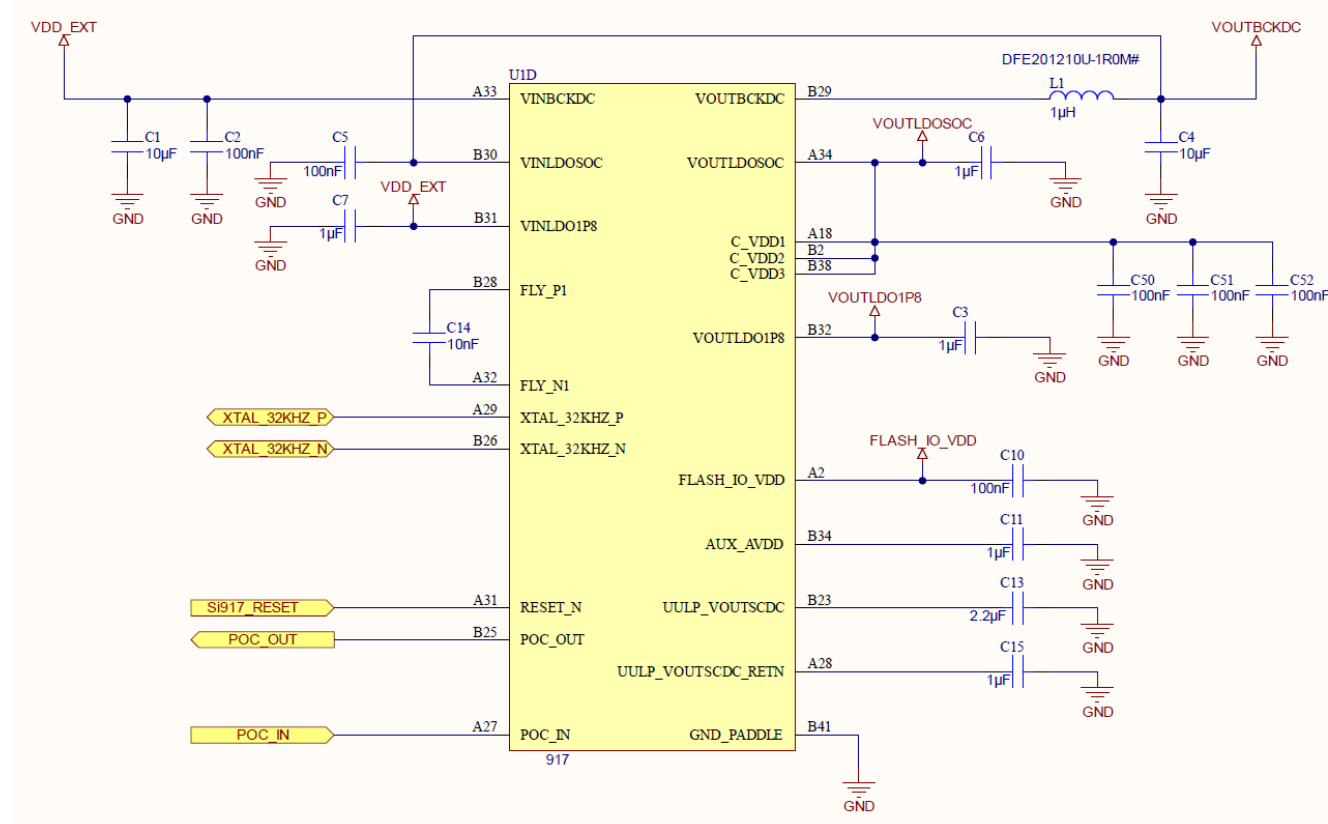 VDD_EXT
VOUTBCKDC
DFE201210U-1R0M#
U1D
L1
1µH
A33
VINBCKDC
VOUTBCKDC
B29
C1
10µF
GND
C2
100nF
GND
C5
100nF
GND
B30
VINLDOSOC
VOUTLDOSOC
A34
VOUTLDOSOC
C6
1µF
GND
C4
10µF
GND
VDD_EXT
C7
1µF
GND
B31
VINLDO1P8
C_VDD1
A18
C_VDD2
B2
C_VDD3
B38
C50
100nF
GND
C51
100nF
GND
C52
100nF
GND
B28
FLY_P1
C14
10nF
A32
FLY_N1
VOUTLDO1P8
VOUTLDO1P8
B32
C3
1µF
GND
XTAL_32KHZ_P
A29
XTAL_32KHZ_P
XTAL_32KHZ_N
B26
XTAL_32KHZ_N
FLASH_IO_VDD
FLASH_IO_VDD
A2
C10
100nF
GND
AUX_AVDD
B34
C11
1µF
GND
Si917_RESET
A31
RESET_N
UULP_VOUTSCDC
B23
C13
2.2µF
GND
POC_OUT
B25
POC_OUT
UULP_VOUTSCDC_RETN
A28
C15
1µF
GND
POC_IN
A27
POC_IN
GND_PADDLE
B41
GND
917